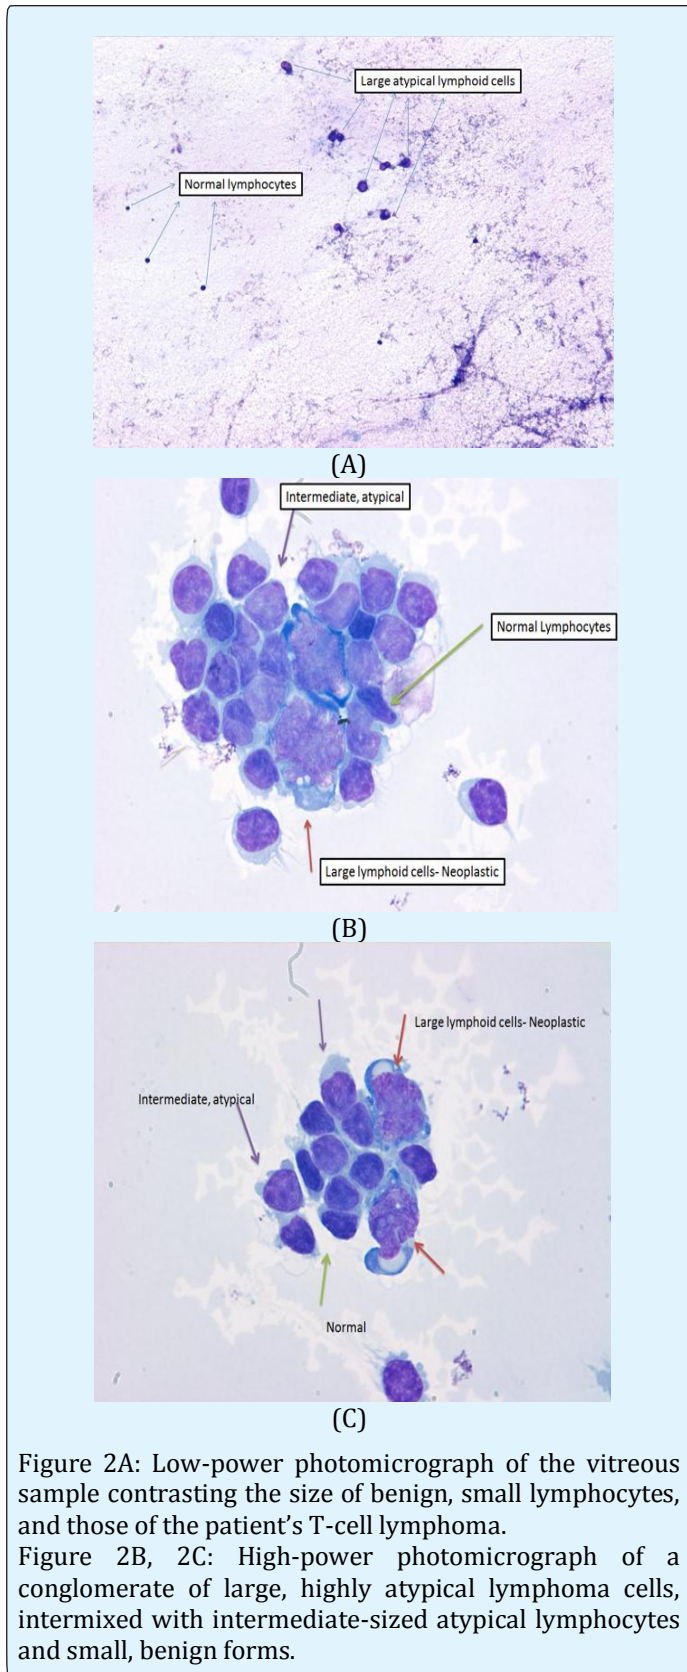 Large atypical lymphoid cells
Normal lymphocytes
(A)
Intermediate, atypical
Normal Lymphocytes
Large lymphoid cells- Neoplastic
(B)
Large lymphoid cells- Neoplastic
Intermediate, atypical
Normal
(C)
Figure 2A: Low-power photomicrograph of the vitreous
sample contrasting the size of benign, small lymphocytes,
and those of the patient’s T-cell lymphoma.
Figure 2B, 2C: High-power photomicrograph of a
conglomerate of large, highly atypical lymphoma cells,
intermixed with intermediate-sized atypical lymphocytes
and small, benign forms.